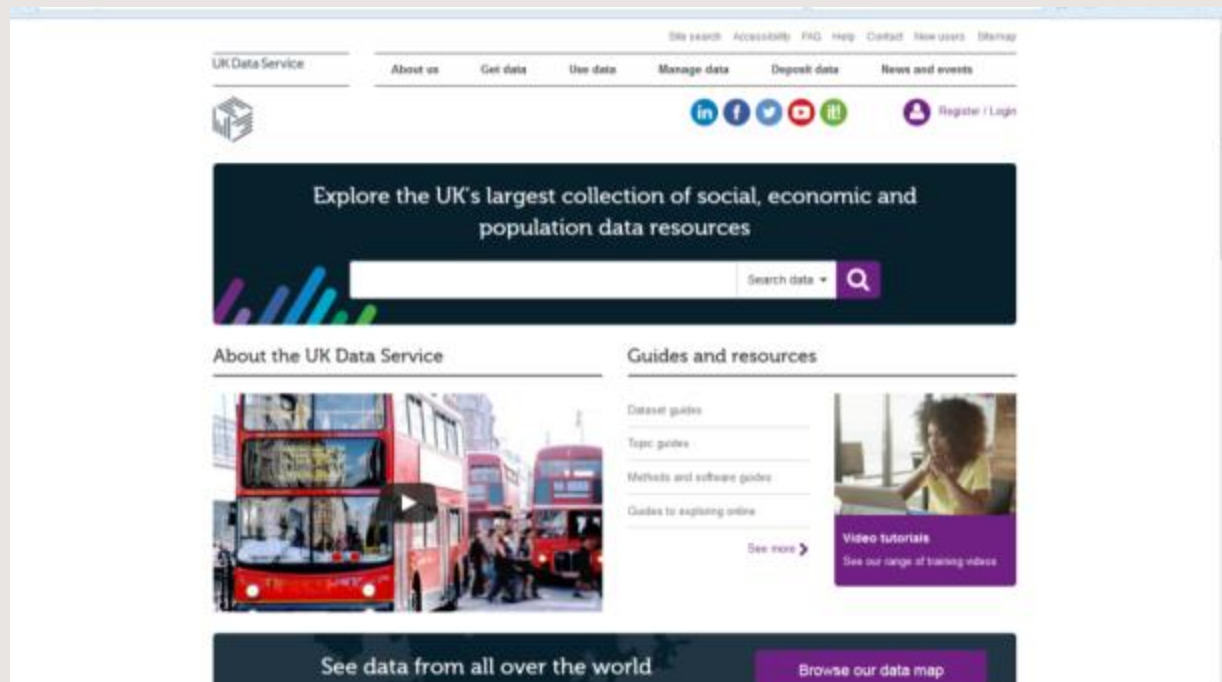 Site search Accessibility FAQ Help Contact New users Sitemap
UK Data Service
About us Get data Use data Manage data Deposit data News and events
in f it!
Register / Login
Explore the UK's largest collection of social, economic and
population data resources
Search data
About the UK Data Service
Guides and resources
Dataset guides
Topic guides
Methods and software guides
Guides to exploring online
See more
Video tutorials
See our range of training videos
See data from all over the world
Browse our data map